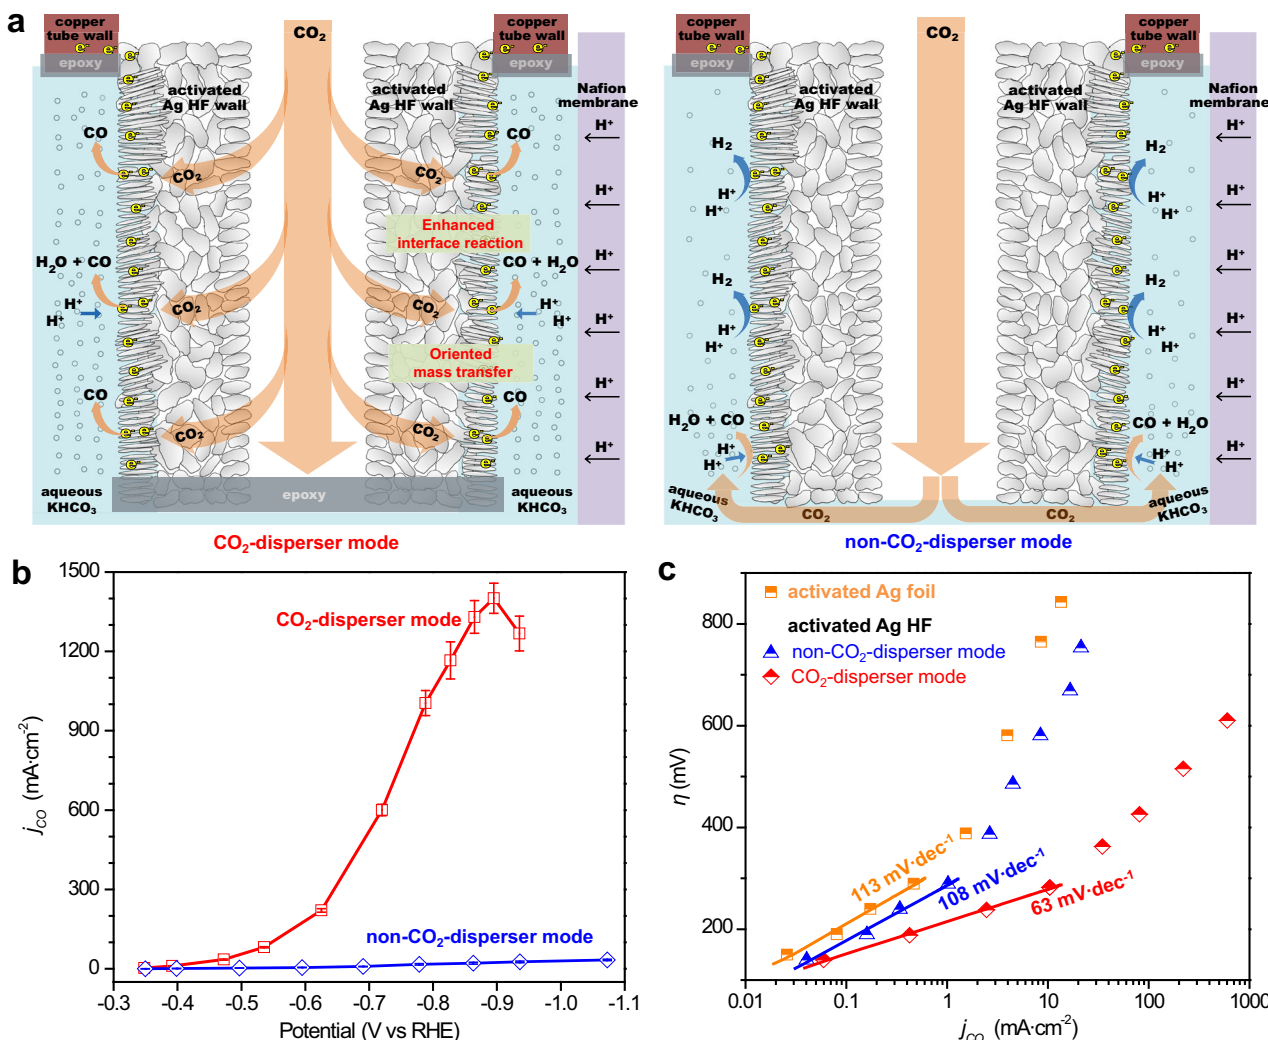 a
copper
tube wall
e⁻ e⁻
epoxy
CO₂
copper
tube wall
e⁻ e⁻
epoxy
activated
Ag HF wall
activated
Ag HF wall
Nafion
membrane
CO
CO
H⁺
CO₂
CO₂
H⁺
Enhanced
interface reaction
H₂O + CO
CO + H₂O
H⁺
H⁺
H⁺
CO₂
CO₂
H⁺
H⁺
H⁺
Oriented
mass transfer
CO
CO
H⁺
CO₂
CO₂
H⁺
epoxy
aqueous
KHCO₃
aqueous
KHCO₃
CO₂-disperser mode
copper
tube wall
e⁻ e⁻
epoxy
CO₂
copper
tube wall
e⁻ e⁻
epoxy
activated
Ag HF wall
activated
Ag HF wall
Nafion
membrane
H₂
H₂
H⁺
H⁺
H⁺
H⁺
H⁺
H⁺
H₂
H₂
H⁺
H⁺
H⁺
H⁺
H⁺
H⁺
H₂O + CO
CO + H₂O
H⁺
H⁺
H⁺
H⁺
H⁺
H⁺
aqueous
KHCO₃
CO₂
CO₂
aqueous
KHCO₃
non-CO₂-disperser mode
b
1500
1200
900
600
300
0
j_CO (mA·cm⁻²)
CO₂-disperser mode
non-CO₂-disperser mode
-0.3 -0.4 -0.5 -0.6 -0.7 -0.8 -0.9 -1.0 -1.1
Potential (V vs RHE)
c
800
600
400
200
η (mV)
activated Ag foil
activated Ag HF
non-CO₂-disperser mode
CO₂-disperser mode
113 mV·dec⁻¹
108 mV·dec⁻¹
63 mV·dec⁻¹
0.01 0.1 1 10 100 1000
j_CO (mA·cm⁻²)